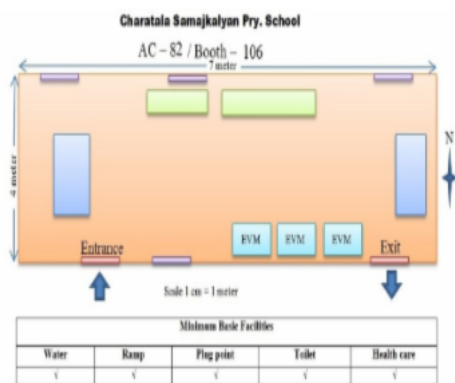 Charatala Samajkalyan Pry. School
AC – 82 / Booth – 106
7 meter
4 meter
N
EVM EVM EVM
Entrance
Exit
Scale 1 cm = 1 meter
Minimum Basic Facilities
Water Ramp Plug point Toilet Health care
√ √ √ √ √